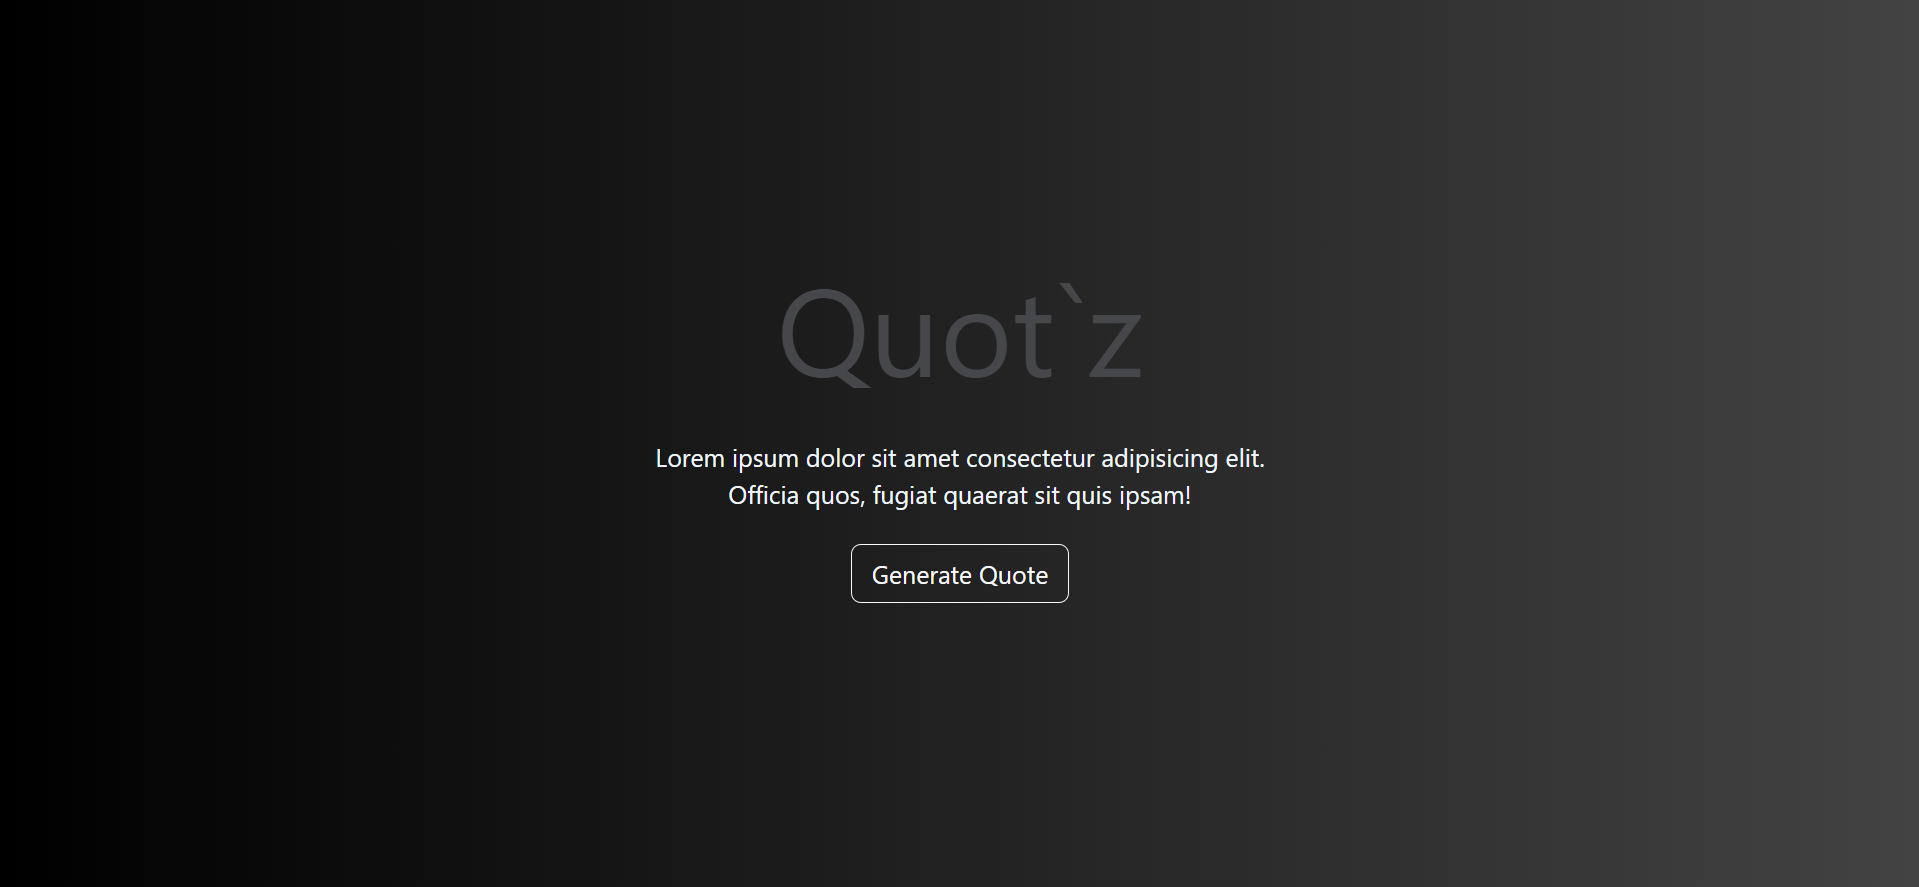 Quot`z
Lorem ipsum dolor sit amet consectetur adipisicing elit.
Officia quos, fugiat quaerat sit quis ipsam!
Generate Quote